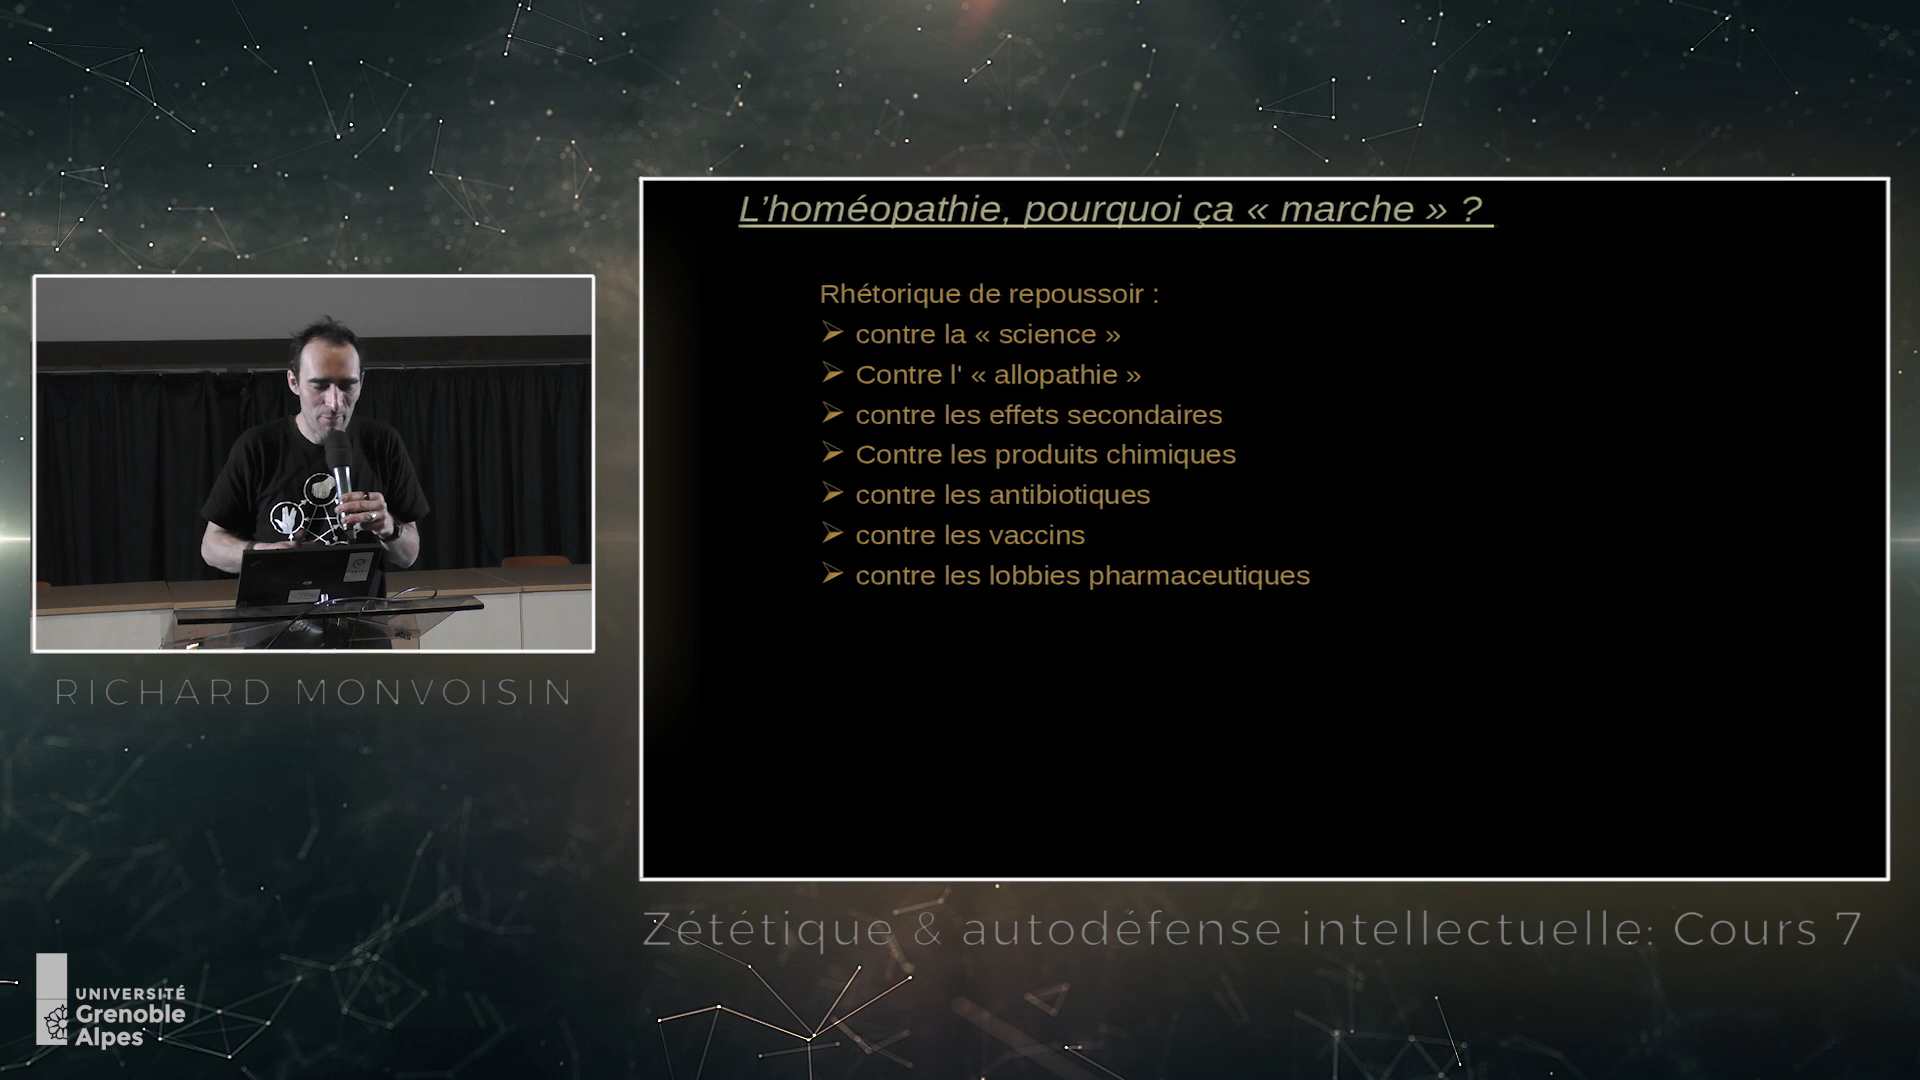 L’homéopathie, pourquoi ça « marche » ?
Rhétorique de repoussoir :
➢ contre la « science »
➢ Contre l' « allopathie »
➢ contre les effets secondaires
➢ Contre les produits chimiques
➢ contre les antibiotiques
➢ contre les vaccins
➢ contre les lobbies pharmaceutiques
RICHARD MONVOISIN
Zététique & autodéfense intellectuelle: Cours 7
UNIVERSITÉ
Grenoble
Alpes